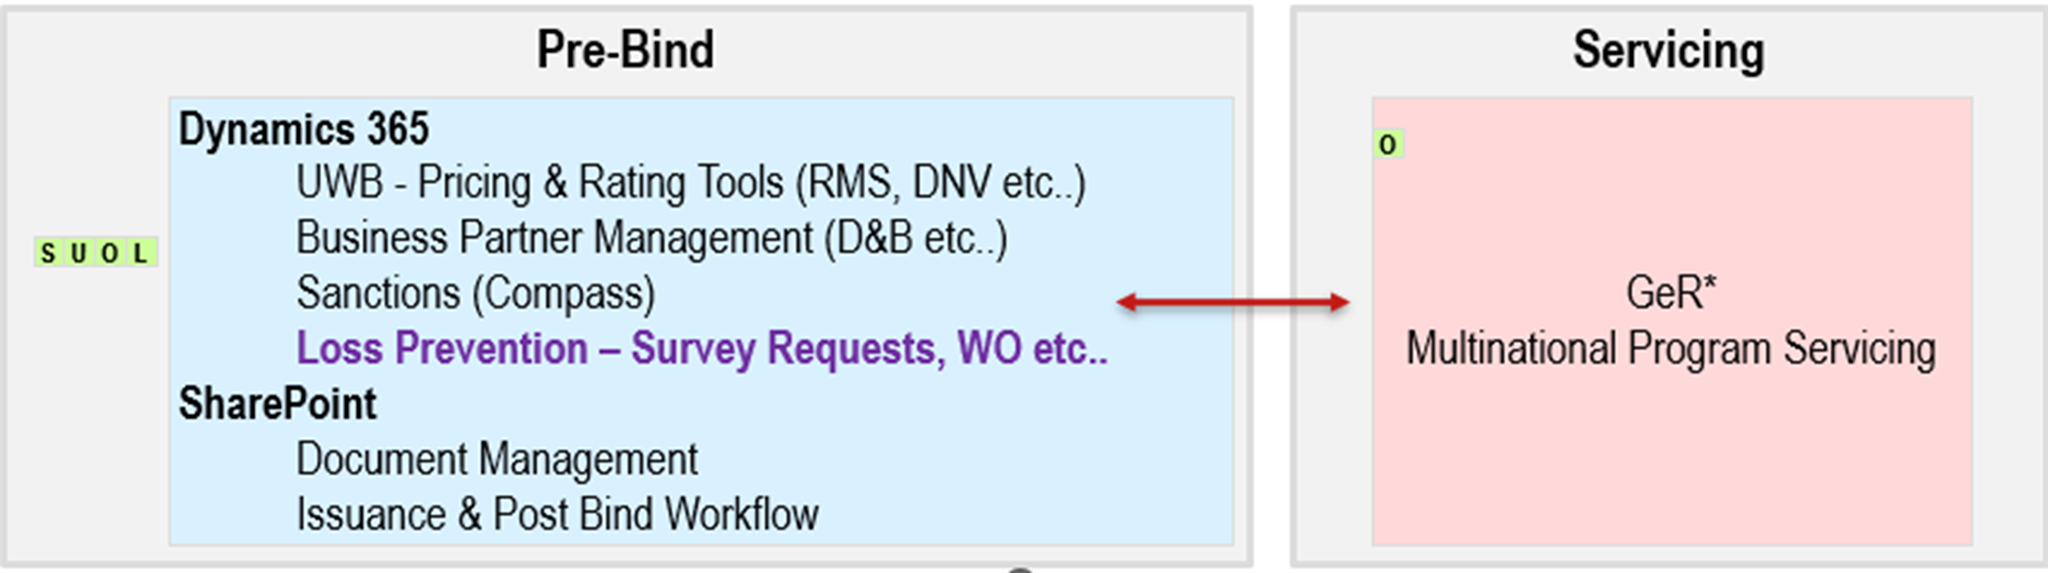 Pre-Bind
Dynamics 365
UWB - Pricing & Rating Tools (RMS, DNV etc..)
Business Partner Management (D&B etc..)
S U O L
Sanctions (Compass)
Loss Prevention – Survey Requests, WO etc..
SharePoint
Document Management
Issuance & Post Bind Workflow
Servicing
O
GeR*
Multinational Program Servicing